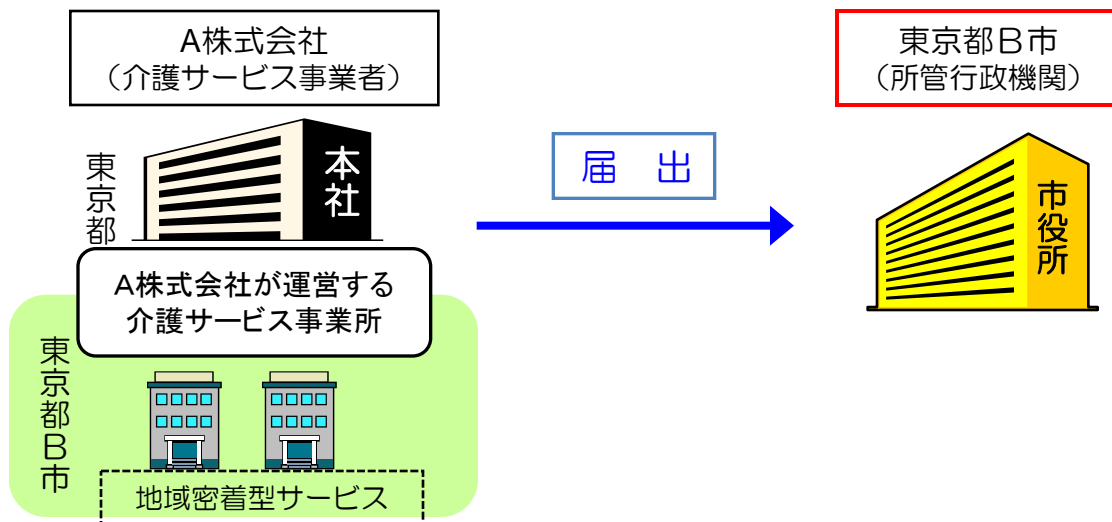 A株式会社
（介護サービス事業者）
東京都
本社
A株式会社が運営する
介護サービス事業所
東京都B市
地域密着型サービス
届　出
東京都B市
（所管行政機関）
市役所